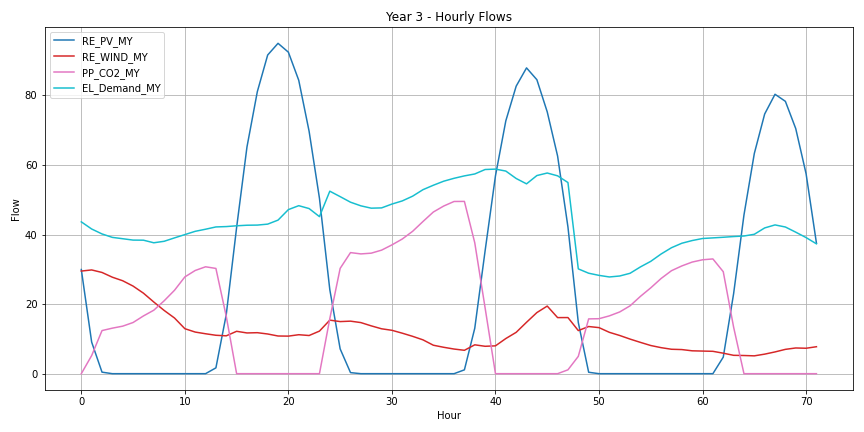 Year 3 - Hourly Flows
RE_PV_MY
RE_WIND_MY
PP_CO2_MY
EL_Demand_MY
Flow
80
60
40
20
0
0 10 20 30 40 50 60 70
Hour